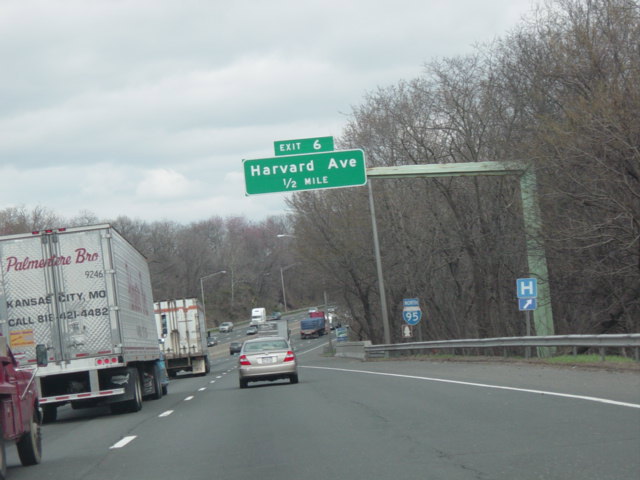 EXIT 6
Harvard Ave
1/2 MILE
H
NORTH
95
Palmentere Bro
9246
KANSAS CITY, MO
CALL 816-421-4482